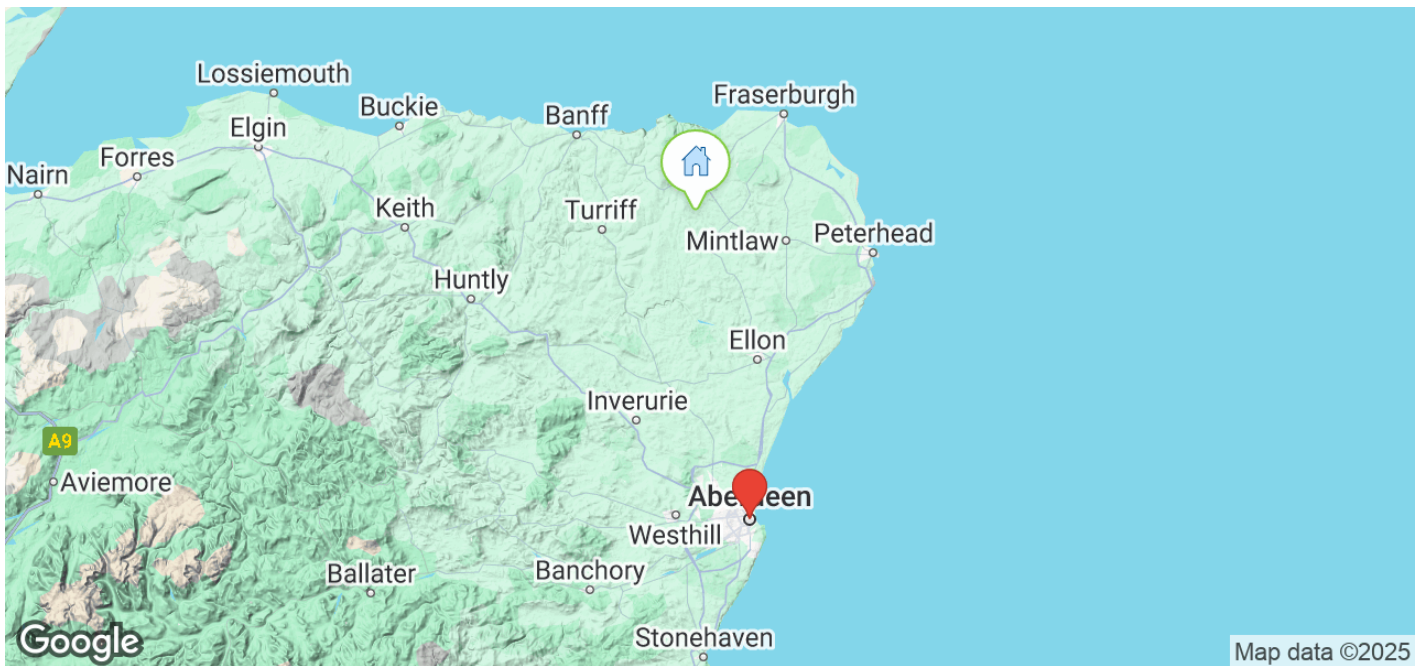 Lossiemouth
Fraserburgh
Buckie
Banff
Elgin
Forres
Nairn
Keith
Turriff
Mintlaw
Peterhead
Huntly
Ellon
Inverurie
A9
Aviemore
Aberdeen
Westhill
Ballater
Banchory
Stonehaven
Google
Map data ©2025